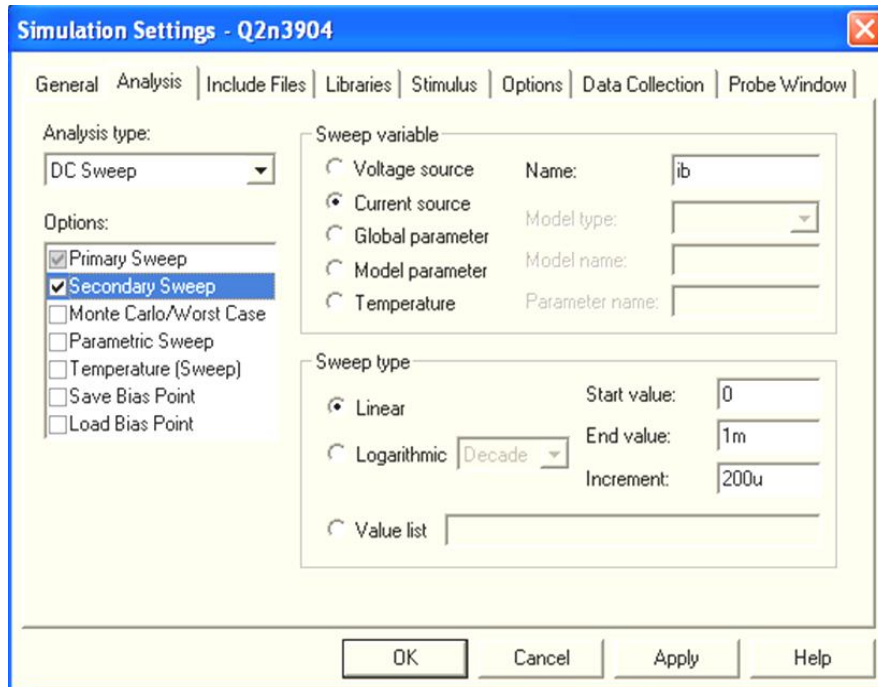 Simulation Settings - Q2n3904
General Analysis Include Files Libraries Stimulus Options Data Collection Probe Window
Analysis type:
DC Sweep
Options:
Primary Sweep
Secondary Sweep
Monte Carlo/Worst Case
Parametric Sweep
Temperature (Sweep)
Save Bias Point
Load Bias Point
Sweep variable
Voltage source
Current source
Global parameter
Model parameter
Temperature
Name: ib
Model type:
Model name:
Parameter name:
Sweep type
Linear
Logarithmic Decade
Value list
Start value: 0
End value: 1m
Increment: 200u
OK Cancel Apply Help